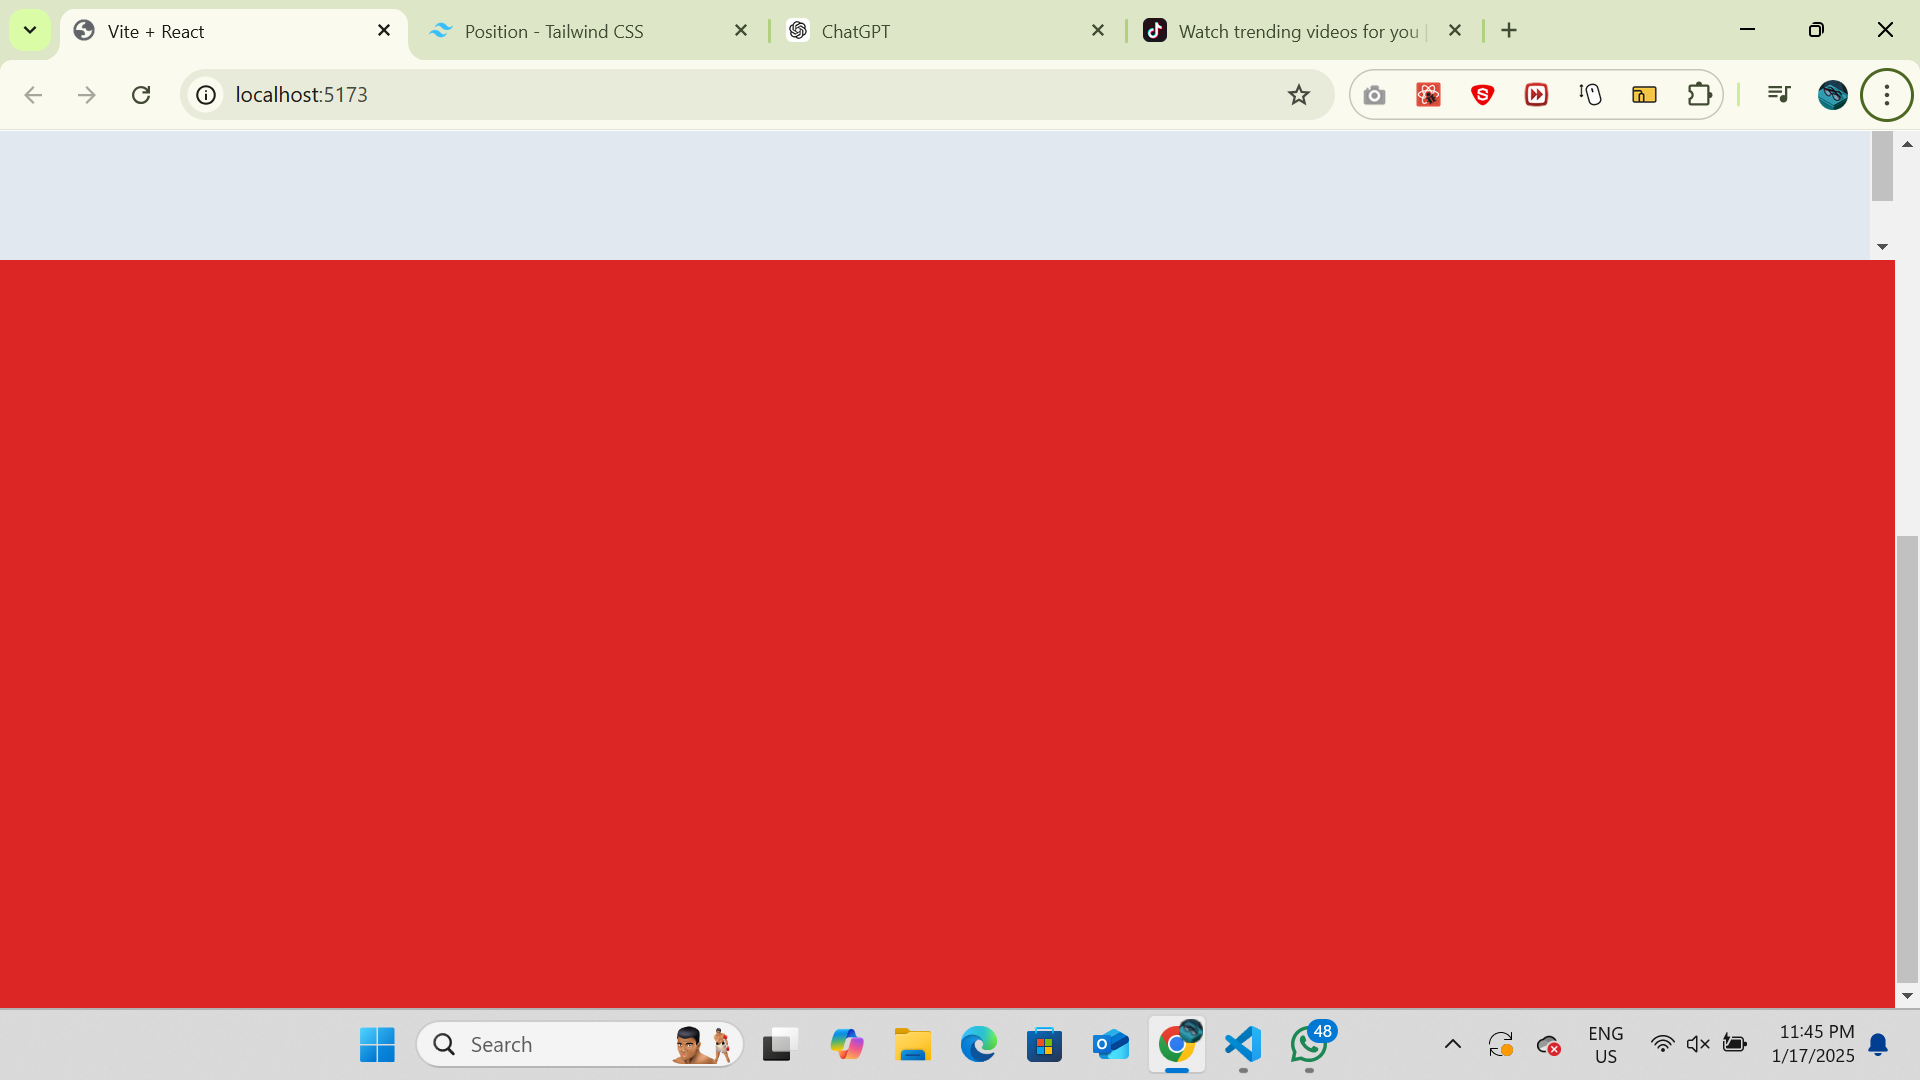 Vite + React
Position - Tailwind CSS
ChatGPT
Watch trending videos for you |
localhost:5173
Search
48
ENG
US
11:45 PM
1/17/2025